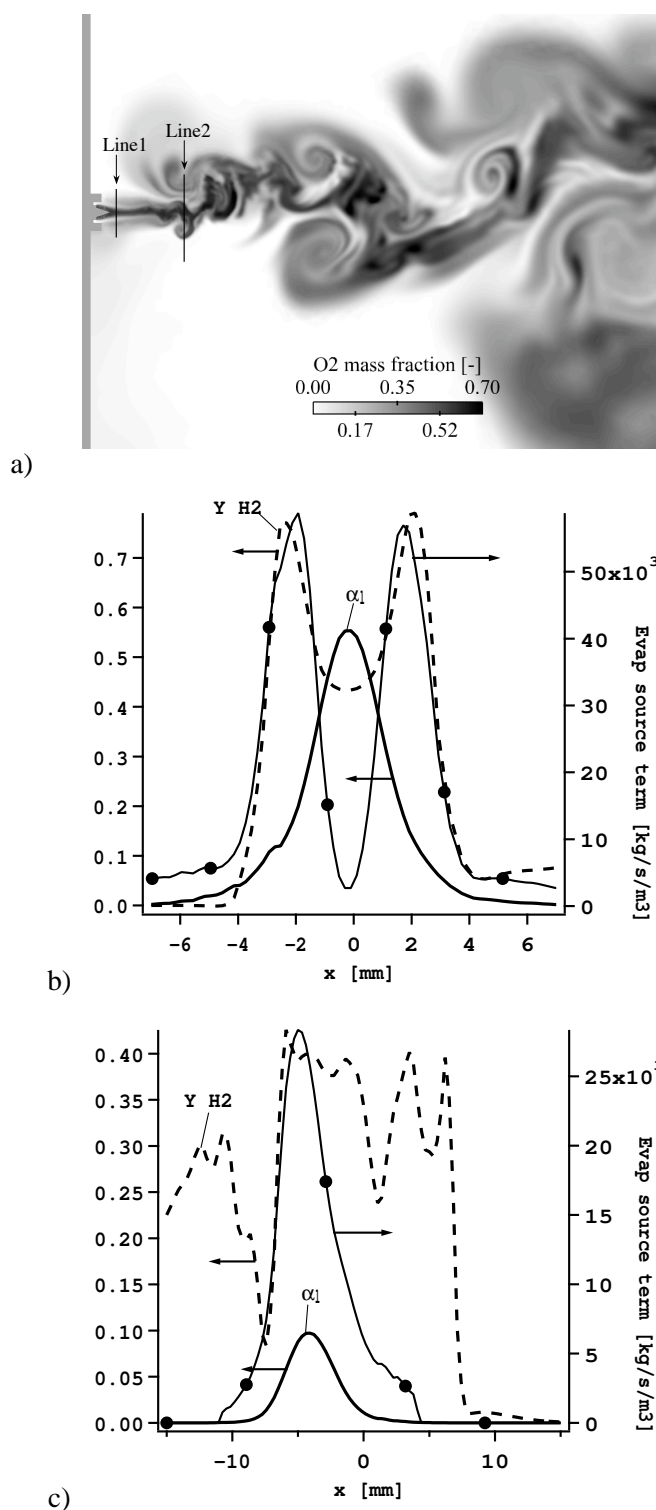 Line1
Line2
O2 mass fraction [-]
0.00 0.35 0.70
0.17 0.52
a)
Y H2
α1
0.7
0.6
0.5
0.4
0.3
0.2
0.1
0.0
50x10³
40
30
20
10
0
Evap source term [kg/s/m3]
-6 -4 -2 0 2 4 6
x [mm]
b)
Y H2
α1
0.40
0.35
0.30
0.25
0.20
0.15
0.10
0.05
0.00
25x10
20
15
10
5
0
Evap source term [kg/s/m3]
-10 0 10
x [mm]
c)